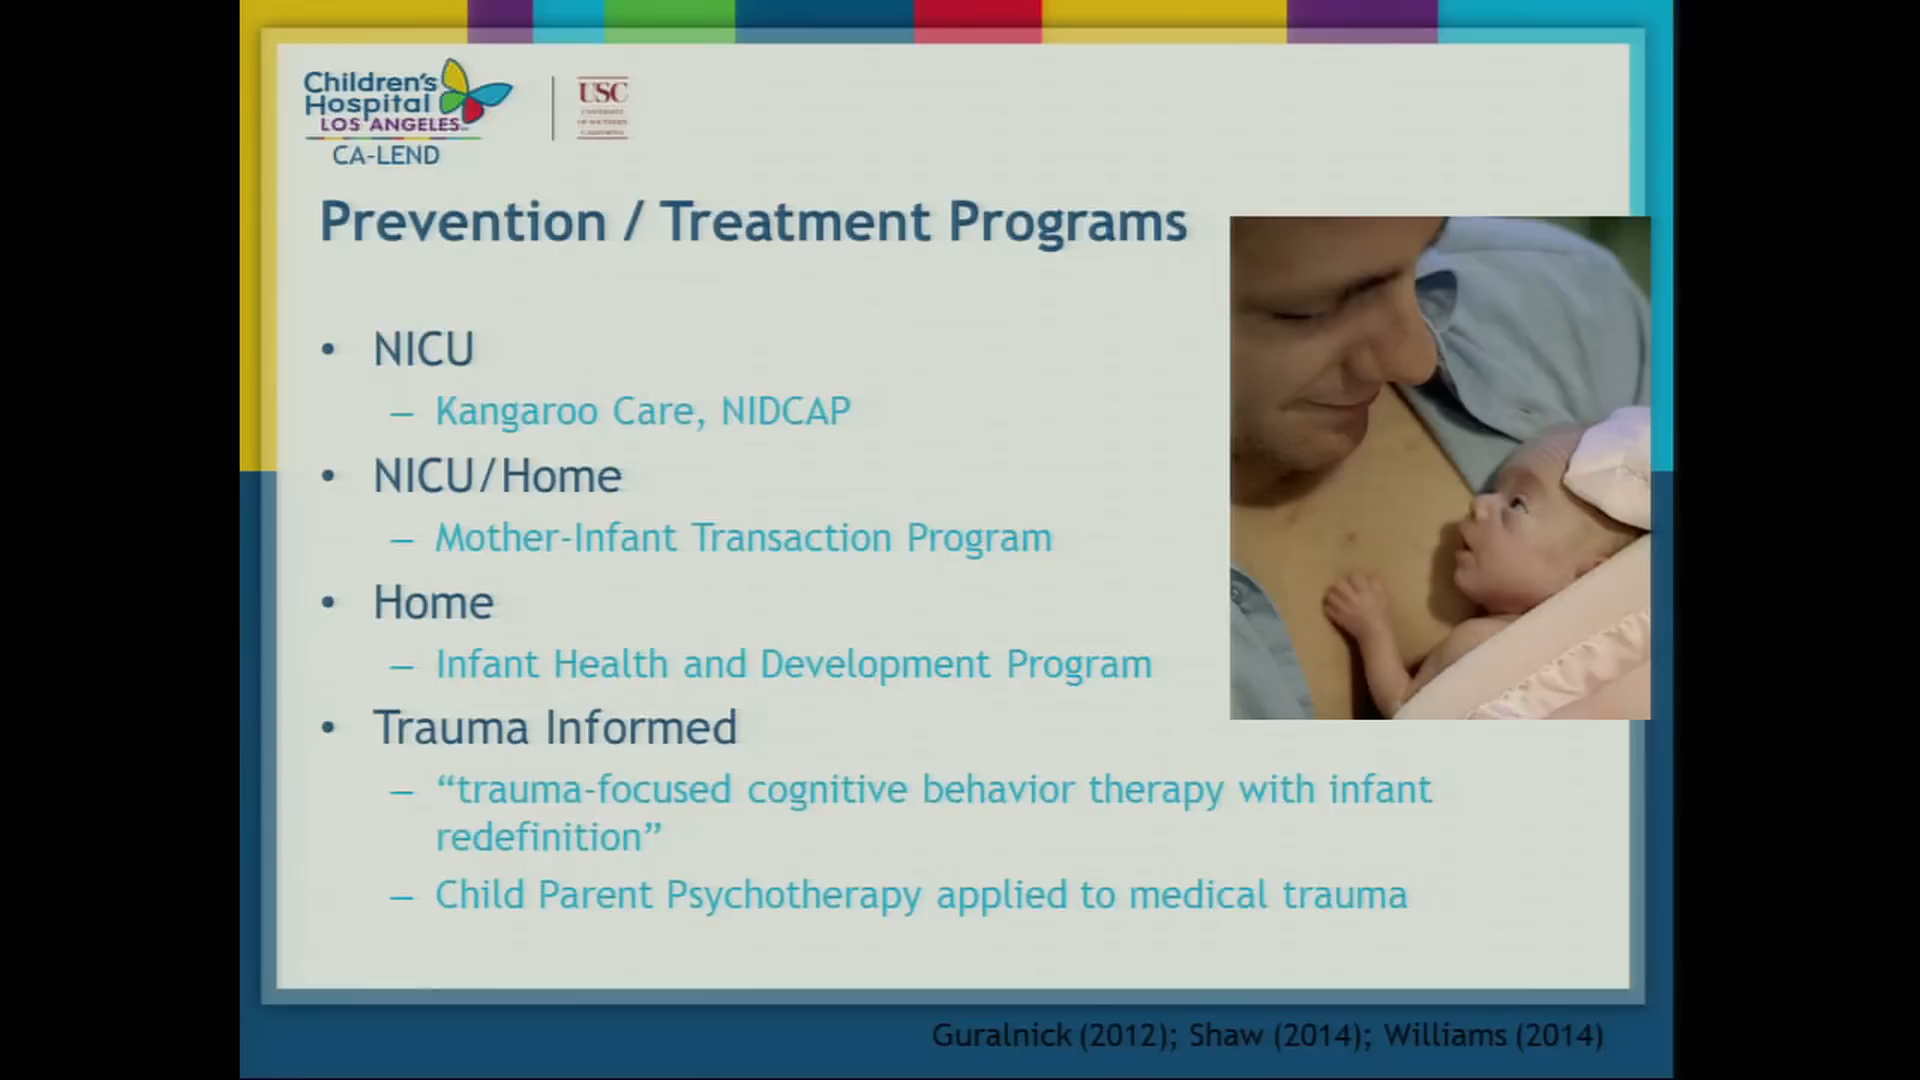 Children's
Hospital
LOS ANGELES
CA-LEND
USC
Prevention / Treatment Programs
• NICU
– Kangaroo Care, NIDCAP
• NICU/Home
– Mother-Infant Transaction Program
• Home
– Infant Health and Development Program
• Trauma Informed
– “trauma-focused cognitive behavior therapy with infant
redefinition”
– Child Parent Psychotherapy applied to medical trauma
Guralnick (2012); Shaw (2014); Williams (2014)